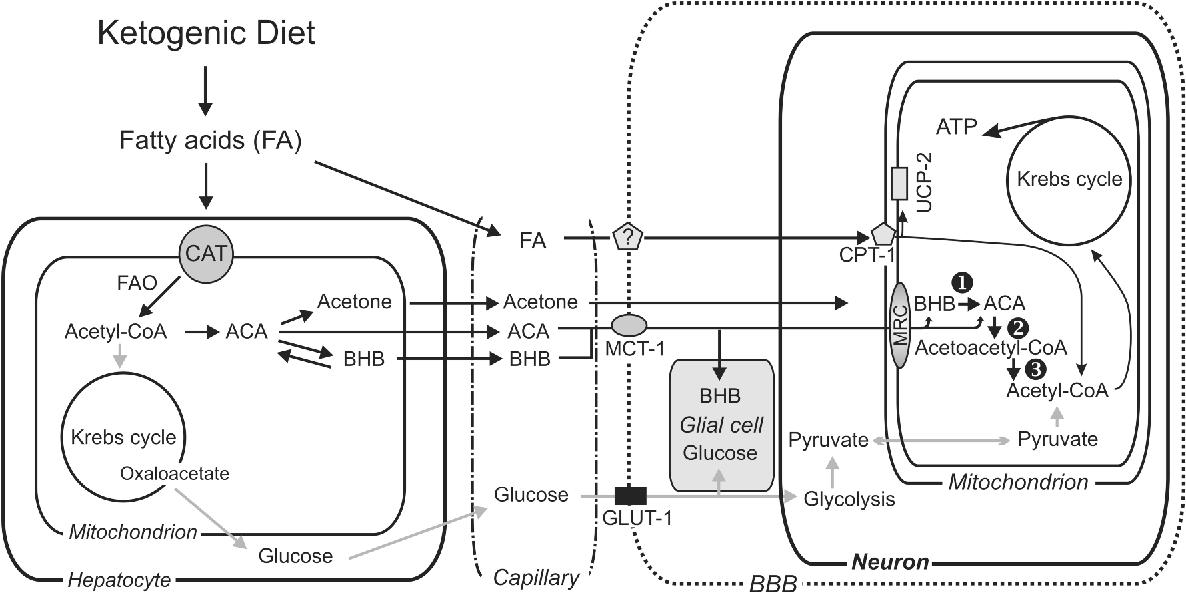 Ketogenic Diet
Fatty acids (FA)
CAT
FAO
Acetyl-CoA
ACA
Acetone
BHB
Krebs cycle
Oxaloacetate
Mitochondrion
Glucose
Hepatocyte
FA
Acetone
ACA
BHB
Glucose
Capillary
?
MCT-1
GLUT-1
BHB
Glial cell
Glucose
BBB
ATP
Krebs cycle
UCP-2
CPT-1
MRC
BHB
1
ACA
2
Acetoacetyl-CoA
3
Acetyl-CoA
Pyruvate
Pyruvate
Glycolysis
Mitochondrion
Neuron